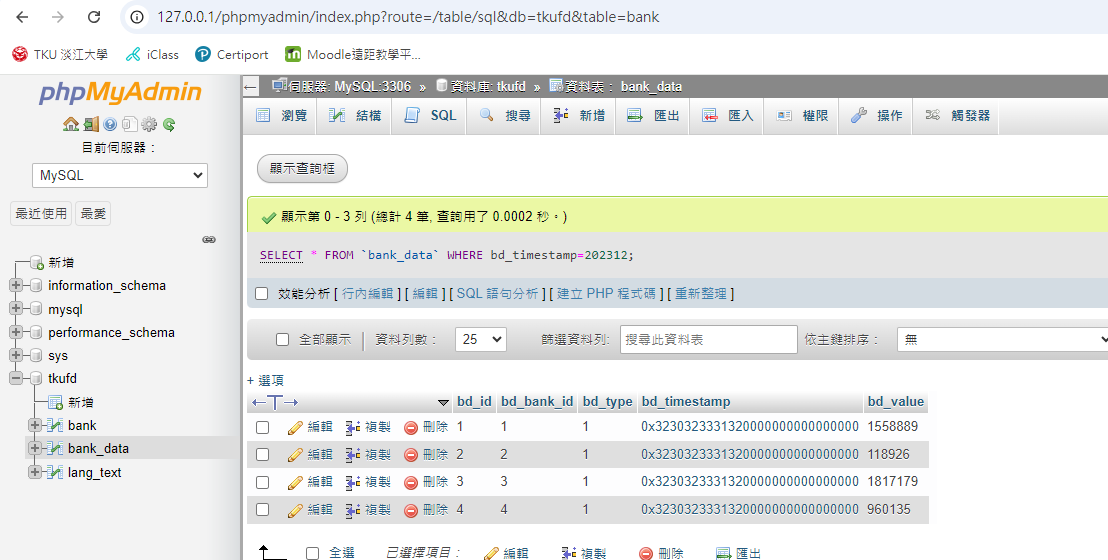 127.0.0.1/phpmyadmin/index.php?route=/table/sql&db=tkufd&table=bank
TKU 淡江大學 iClass Certiport Moodle遠距教學平...
phpMyAdmin
目前伺服器：
MySQL
最近使用 最愛
新增
information_schema
mysql
performance_schema
sys
tkufd
新增
bank
bank_data
lang_text
伺服器: MySQL:3306 » 資料庫: tkufd » 資料表： bank_data
瀏覽 結構 SQL 搜尋 新增 匯出 匯入 權限 操作 觸發器
顯示查詢框
顯示第 0 - 3 列 (總計 4 筆, 查詢用了 0.0002 秒。)
SELECT * FROM `bank_data` WHERE bd_timestamp=202312;
效能分析 [ 行內編輯 ] [ 編輯 ] [ SQL 語句分析 ] [ 建立 PHP 程式碼 ] [ 重新整理 ]
全部顯示 | 資料列數： 25 篩選資料列: 搜尋此資料表 依主鍵排序： 無
+ 選項
←T→ bd_id bd_bank_id bd_type bd_timestamp bd_value
編輯 複製 刪除 1 1 1 0x32303233313200000000000000000 1558889
編輯 複製 刪除 2 2 1 0x32303233313200000000000000000 118926
編輯 複製 刪除 3 3 1 0x32303233313200000000000000000 1817179
編輯 複製 刪除 4 4 1 0x32303233313200000000000000000 960135
全選 已選擇項目： 編輯 複製 刪除 匯出